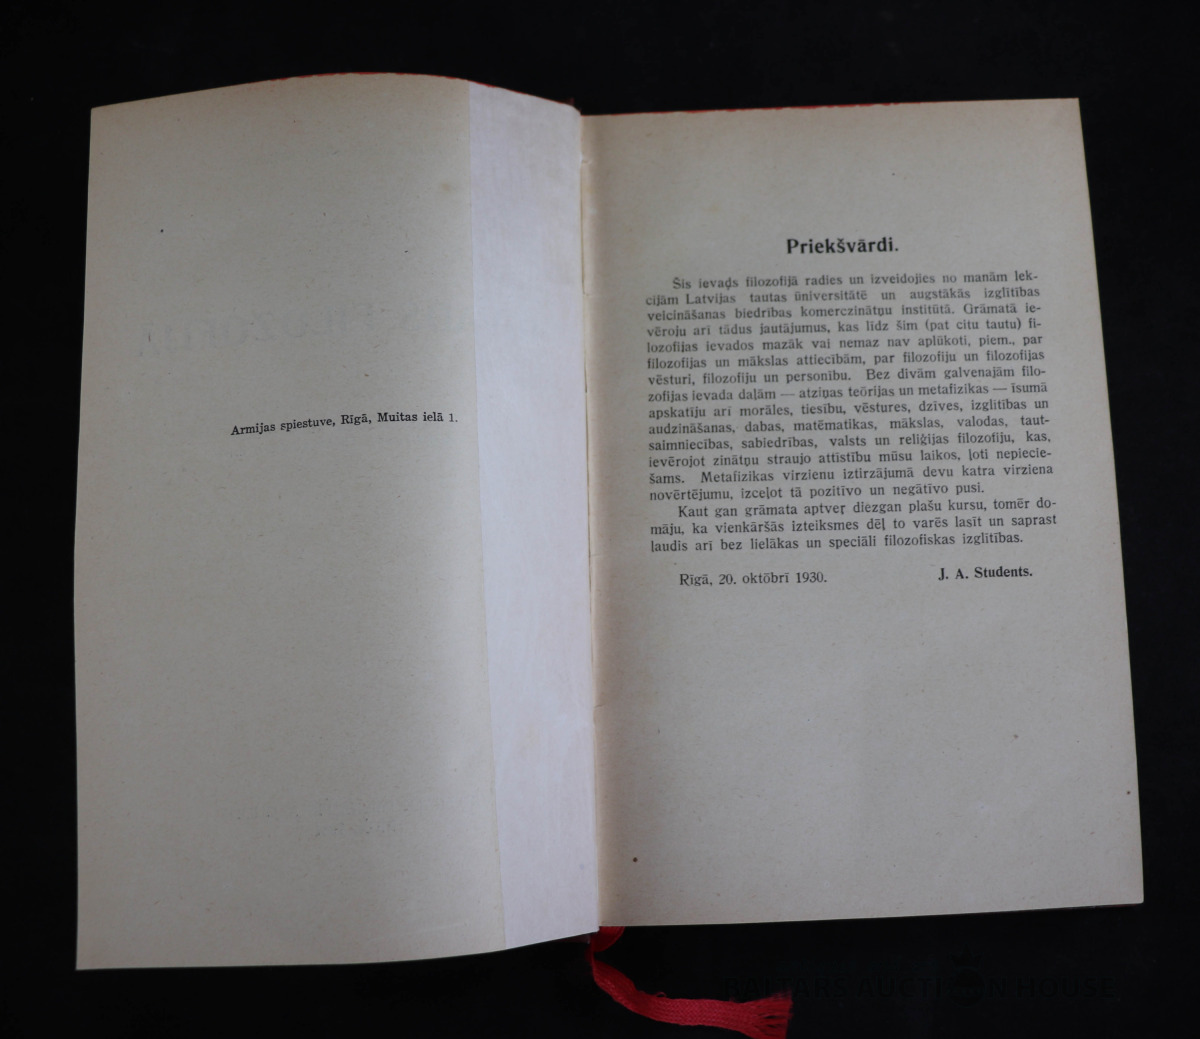 Armijas spiestuve, Rīgā, Muitas ielā 1.
Priekšvārdi.
Šis ievads filozofijā radies un izveidojies no manām lek-
cijām Latvijas tautas ūniversitātē un augstākās izglītības
veicināšanas biedrības komerczinātņu institūtā. Grāmatā ie-
vēroju arī tādus jautājumus, kas līdz šim (pat citu tautu) fi-
lozofijas ievados mazāk vai nemaz nav aplūkoti, piem., par
filozofijas un mākslas attiecībām, par filozofiju un filozofijas
vēsturi, filozofiju un personību. Bez divām galvenajām filo-
zofijas ievada daļām — atziņas teōrijas un metafizikas — īsumā
apskatīju arī morāles, tiesību, vēstures, dzīves, izglītības un
audzināšanas, dabas, matēmatikas, mākslas, valodas, taut-
saimniecības, sabiedrības, valsts un reliģijas filozofiju, kas,
ievērojot zinātņu straujo attīstību mūsu laikos, ļoti nepiecie-
šams. Metafizikas virzienu iztirzājumā devu katra virziena
novērtējumu, izceļot tā pozitīvo un negātīvo pusi.
Kaut gan grāmata aptveŗ diezgan plašu kursu, tomēr do-
māju, ka vienkāršās izteiksmes dēļ to varēs lasīt un saprast
ļaudis arī bez lielākas un speciāli filozofiskas izglītības.
Rīgā, 20. oktōbrī 1930. J. A. Students.
BALTARS AUCTION HOUSE